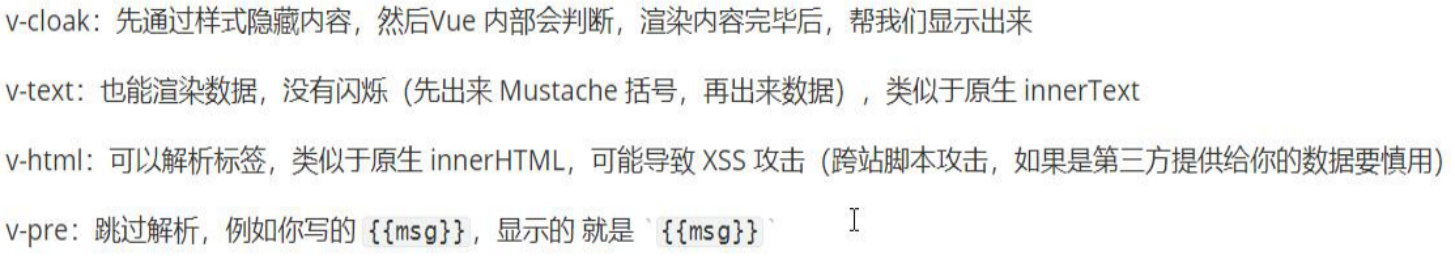 v-cloak：先通过样式隐藏内容，然后Vue 内部会判断，渲染内容完毕后，帮我们显示出来
v-text：也能渲染数据，没有闪烁（先出来 Mustache 括号，再出来数据），类似于原生 innerText
v-html：可以解析标签，类似于原生 innerHTML，可能导致 XSS 攻击（跨站脚本攻击，如果是第三方提供给你的数据要慎用）
v-pre：跳过解析，例如你写的 {{msg}}，显示的 就是 `{{msg}}`